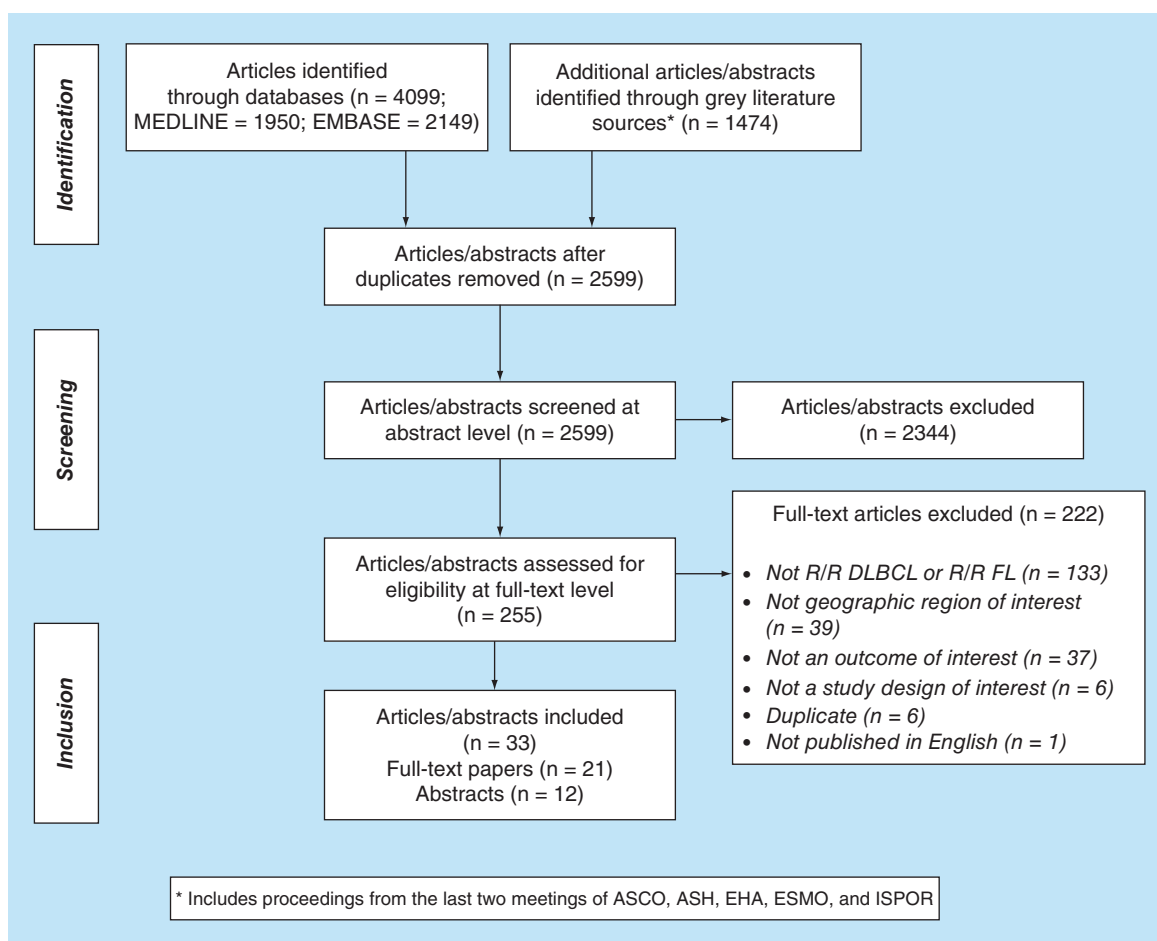 Identification
Articles identified
through databases (n = 4099;
MEDLINE = 1950; EMBASE = 2149)
Additional articles/abstracts
identified through grey literature
sources* (n = 1474)
Articles/abstracts after
duplicates removed (n = 2599)
Screening
Articles/abstracts screened at
abstract level (n = 2599)
Articles/abstracts excluded
(n = 2344)
Articles/abstracts assessed for
eligibility at full-text level
(n = 255)
Full-text articles excluded (n = 222)
• Not R/R DLBCL or R/R FL (n = 133)
• Not geographic region of interest
(n = 39)
• Not an outcome of interest (n = 37)
• Not a study design of interest (n = 6)
• Duplicate (n = 6)
• Not published in English (n = 1)
Inclusion
Articles/abstracts included
(n = 33)
Full-text papers (n = 21)
Abstracts (n = 12)
* Includes proceedings from the last two meetings of ASCO, ASH, EHA, ESMO, and ISPOR